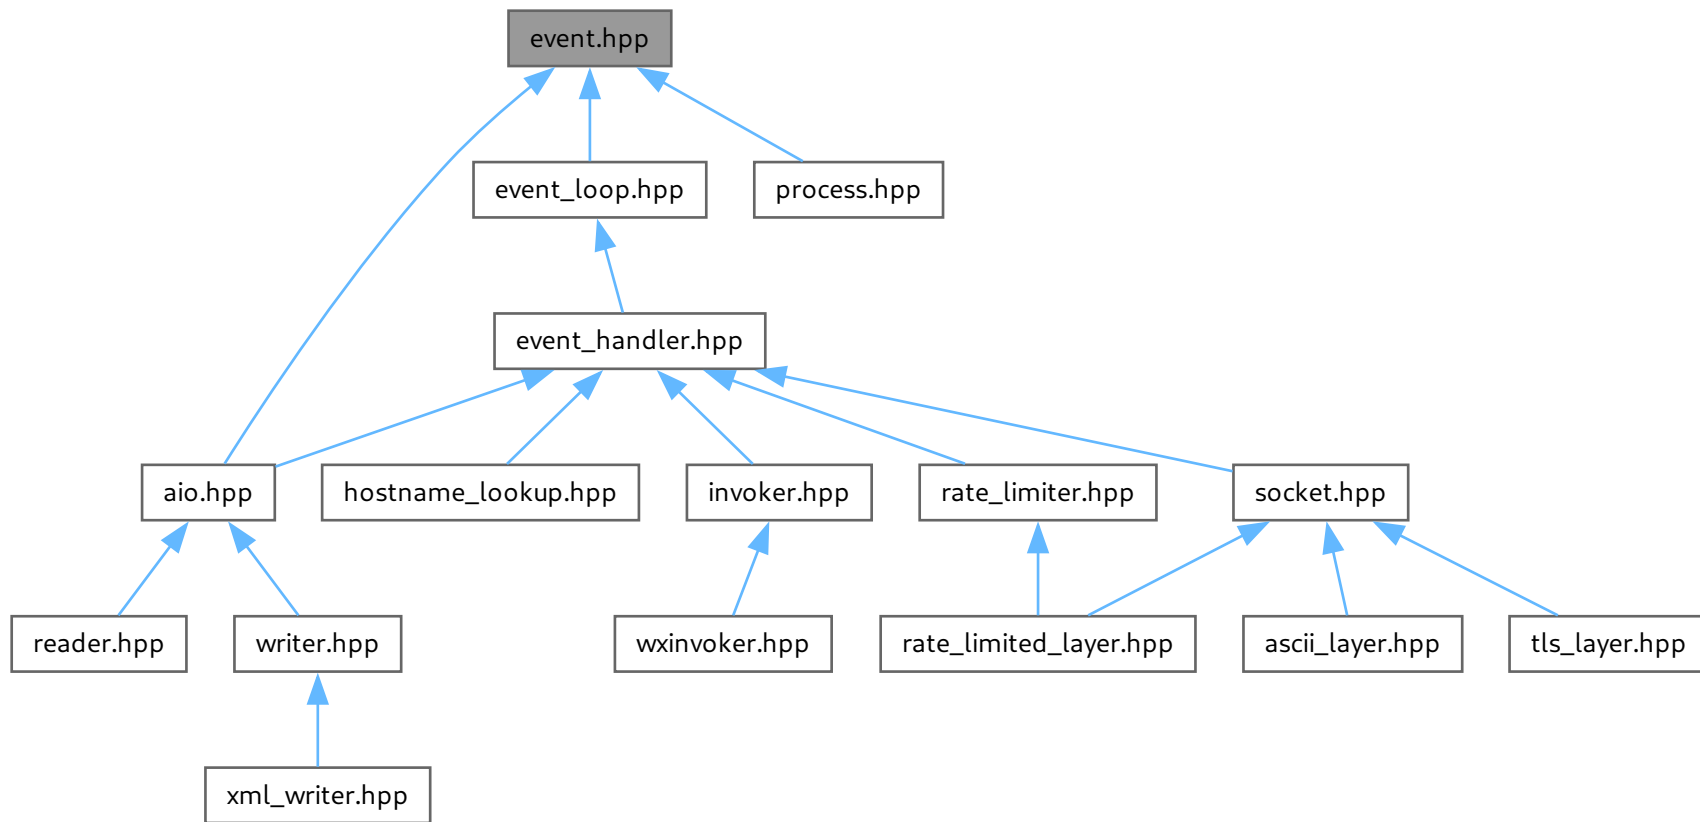 event.hpp
event_loop.hpp
process.hpp
event_handler.hpp
aio.hpp
hostname_lookup.hpp
invoker.hpp
rate_limiter.hpp
socket.hpp
reader.hpp
writer.hpp
wxinvoker.hpp
rate_limited_layer.hpp
ascii_layer.hpp
tls_layer.hpp
xml_writer.hpp